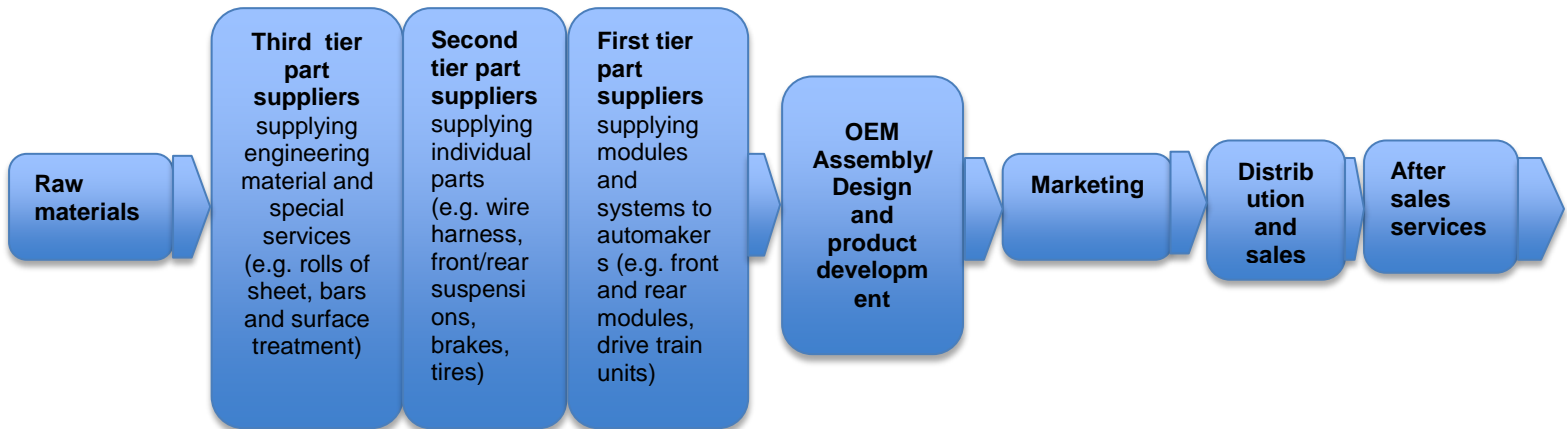 Raw
materials
Third tier
part
suppliers
supplying
engineering
material and
special
services
(e.g. rolls of
sheet, bars
and surface
treatment)
Second
tier part
suppliers
supplying
individual
parts
(e.g. wire
harness,
front/rear
suspensi
ons,
brakes,
tires)
First tier
part
suppliers
supplying
modules
and
systems to
automaker
s (e.g. front
and rear
modules,
drive train
units)
OEM
Assembly/
Design
and
product
developm
ent
Marketing
Distrib
ution
and
sales
After
sales
services